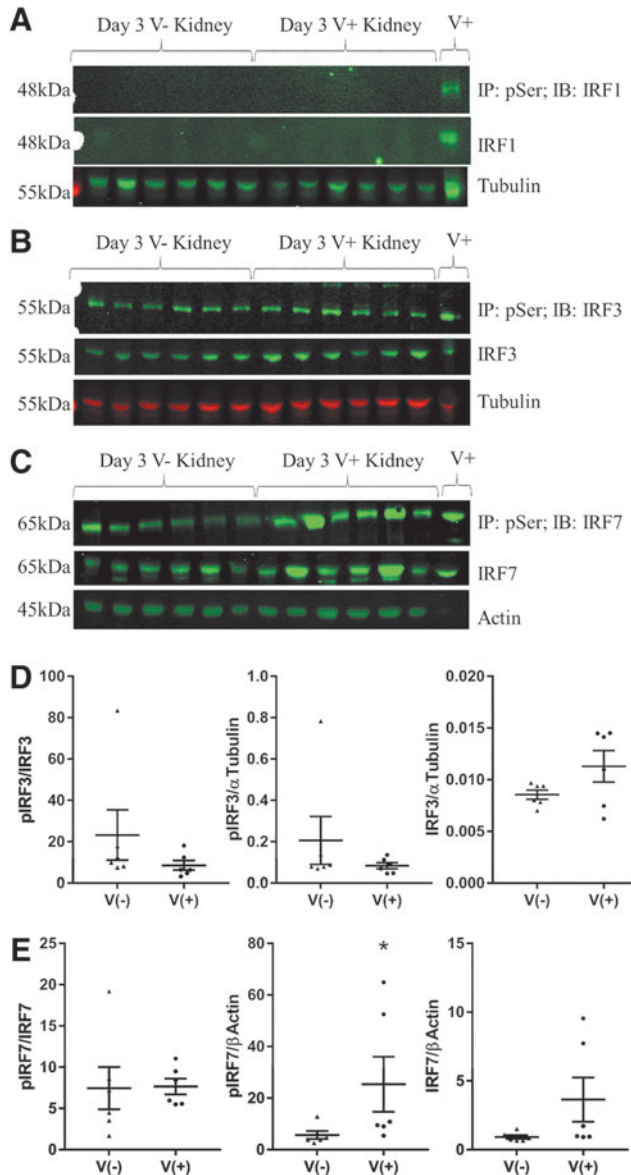 A
Day 3 V- Kidney
Day 3 V+ Kidney
V+
48kDa
IP: pSer; IB: IRF1
48kDa
IRF1
55kDa
Tubulin
B
Day 3 V- Kidney
Day 3 V+ Kidney
V+
55kDa
IP: pSer; IB: IRF3
55kDa
IRF3
55kDa
Tubulin
C
Day 3 V- Kidney
Day 3 V+ Kidney
V+
65kDa
IP: pSer; IB: IRF7
65kDa
IRF7
45kDa
Actin
D
pIRF3/IRF3
100
80
60
40
20
0
V(-)
V(+)
pIRF3/α Tubulin
1.0
0.8
0.6
0.4
0.2
0.0
V(-)
V(+)
IRF3/α Tubulin
0.020
0.015
0.010
0.005
0.000
V(-)
V(+)
E
pIRF7/IRF7
25
20
15
10
5
0
V(-)
V(+)
pIRF7/β Actin
80
60
40
20
0
*
V(-)
V(+)
IRF7/β Actin
15
10
5
0
V(-)
V(+)